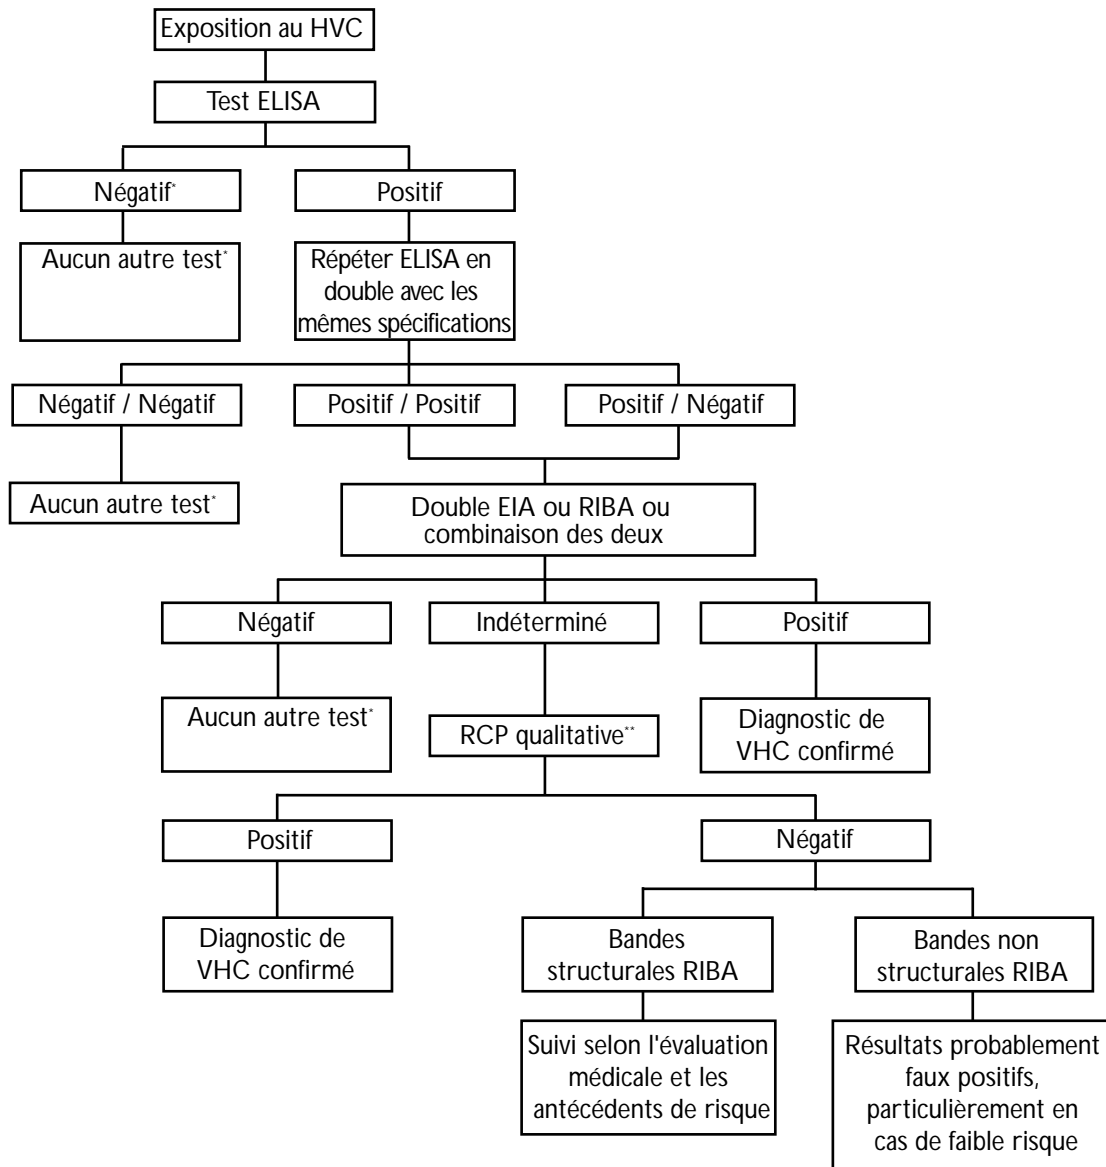 Exposition au HVC
Test ELISA
Négatif*
Positif
Aucun autre test*
Répéter ELISA en
double avec les
mêmes spécifications
Négatif / Négatif
Positif / Positif
Positif / Négatif
Aucun autre test*
Double EIA ou RIBA ou
combinaison des deux
Négatif
Indéterminé
Positif
Aucun autre test*
RCP qualitative**
Diagnostic de
VHC confirmé
Positif
Négatif
Diagnostic de
VHC confirmé
Bandes
structurales RIBA
Bandes non
structurales RIBA
Suivi selon l'évaluation
médicale et les
antécédents de risque
Résultats probablement
faux positifs,
particulièrement en
cas de faible risque